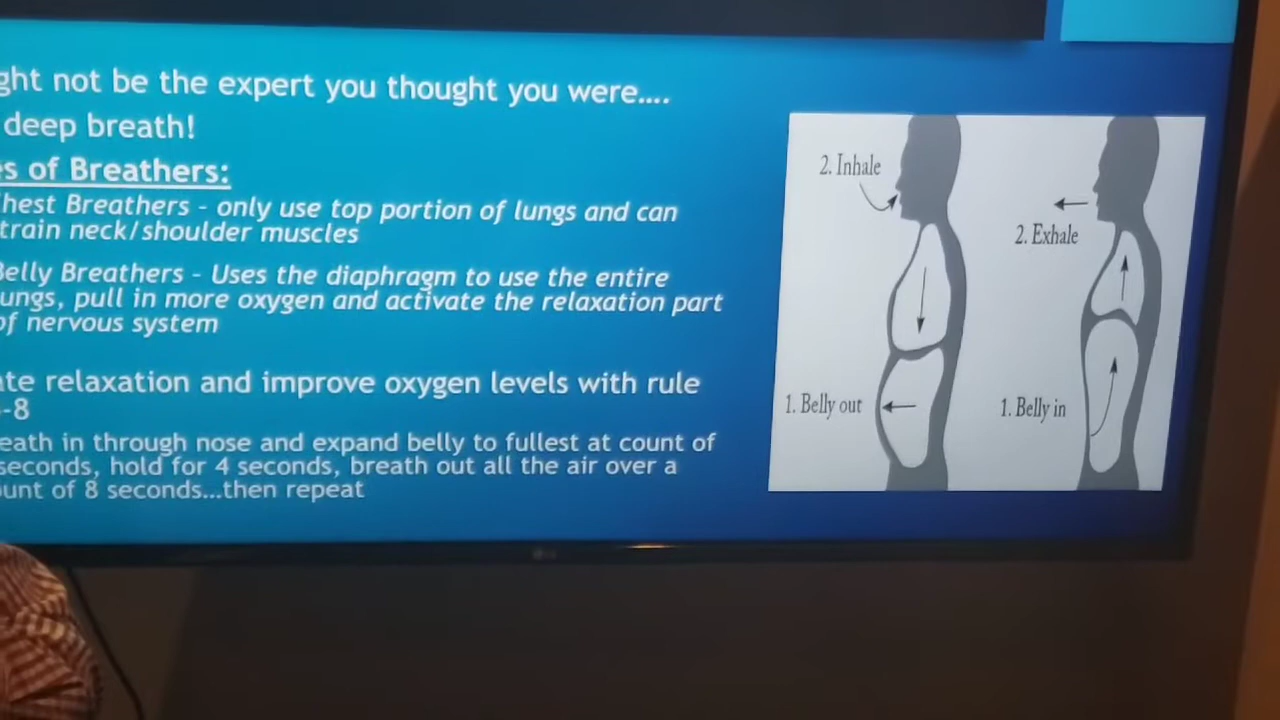 ght not be the expert you thought you were....
deep breath!
s of Breathers:
hest Breathers - only use top portion of lungs and can
train neck/shoulder muscles
Belly Breathers - Uses the diaphragm to use the entire
ungs, pull in more oxygen and activate the relaxation part
of nervous system
te relaxation and improve oxygen levels with rule
-8
eath in through nose and expand belly to fullest at count of
seconds, hold for 4 seconds, breath out all the air over a
unt of 8 seconds...then repeat
2. Inhale
1. Belly out
2. Exhale
1. Belly in
LG